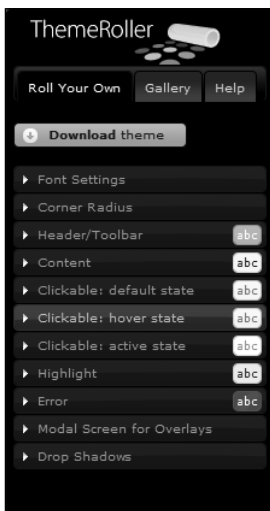 ThemeRoller
Roll Your Own Gallery Help
Download theme
Font Settings
Corner Radius
Header/Toolbar abc
Content abc
Clickable: default state abc
Clickable: hover state abc
Clickable: active state abc
Highlight abc
Error abc
Modal Screen for Overlays
Drop Shadows